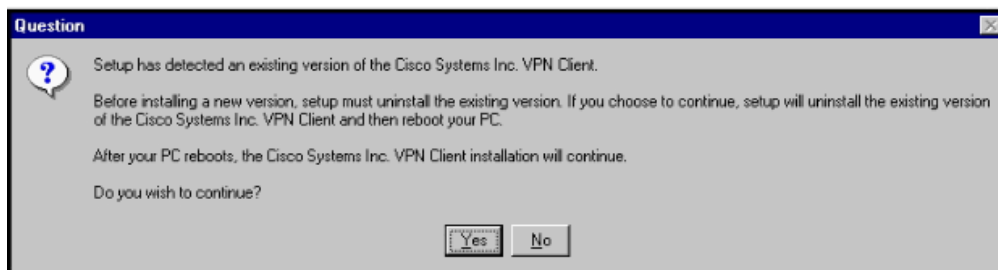 Question
Setup has detected an existing version of the Cisco Systems Inc. VPN Client.
Before installing a new version, setup must uninstall the existing version. If you choose to continue, setup will uninstall the existing version
of the Cisco Systems Inc. VPN Client and then reboot your PC.
After your PC reboots, the Cisco Systems Inc. VPN Client installation will continue.
Do you wish to continue?
Yes No